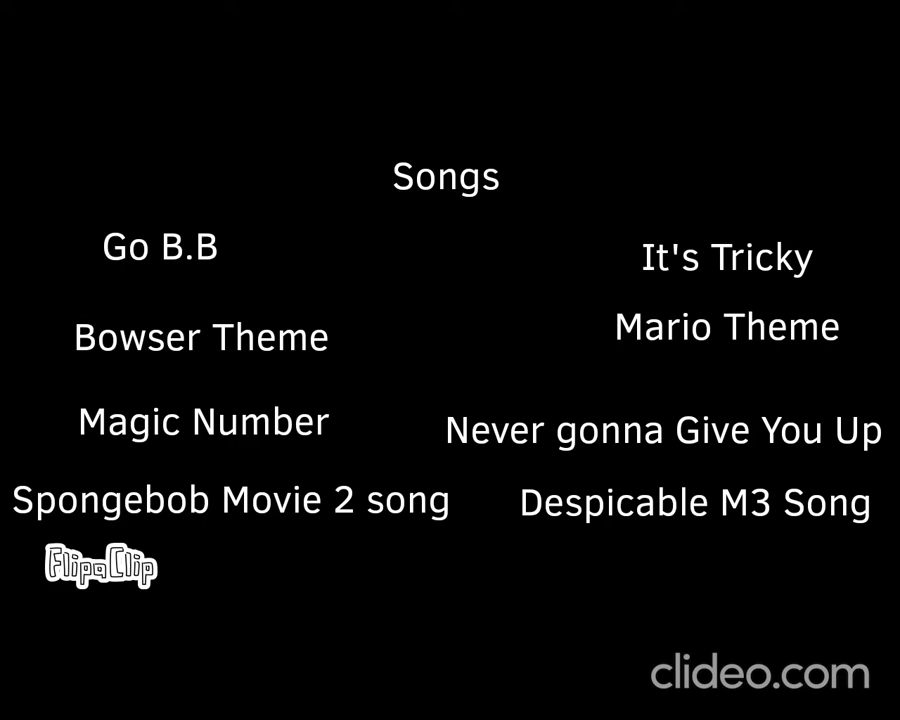 Songs
Go B.B
It's Tricky
Bowser Theme
Mario Theme
Magic Number
Never gonna Give You Up
Spongebob Movie 2 song
Despicable M3 Song
FlipaClip
clideo.com